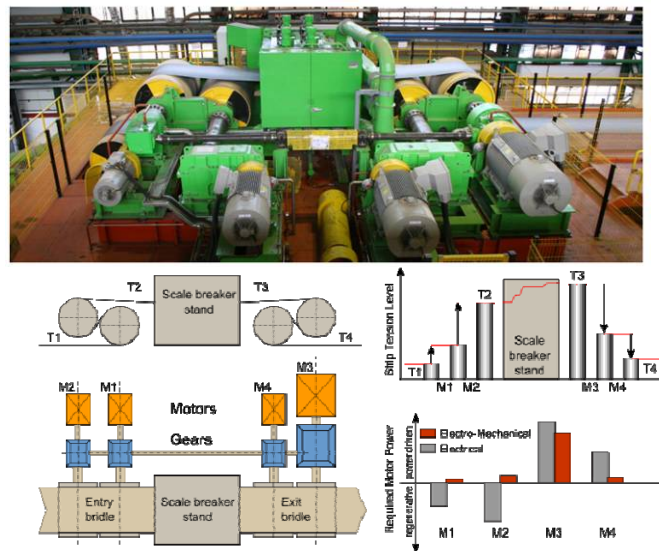 T2
Scale breaker
stand
T3
T1
T4
M2
M1
M4
M3
Motors
Gears
Entry
bridle
Scale breaker
stand
Exit
bridle
Strip Tension Level
T1
M1
M2
T2
Scale
breaker
stand
T3
M3
M4
T4
Required Motor Power
regenerative
power driven
Electro-Mechanical
Electrical
M1
M2
M3
M4